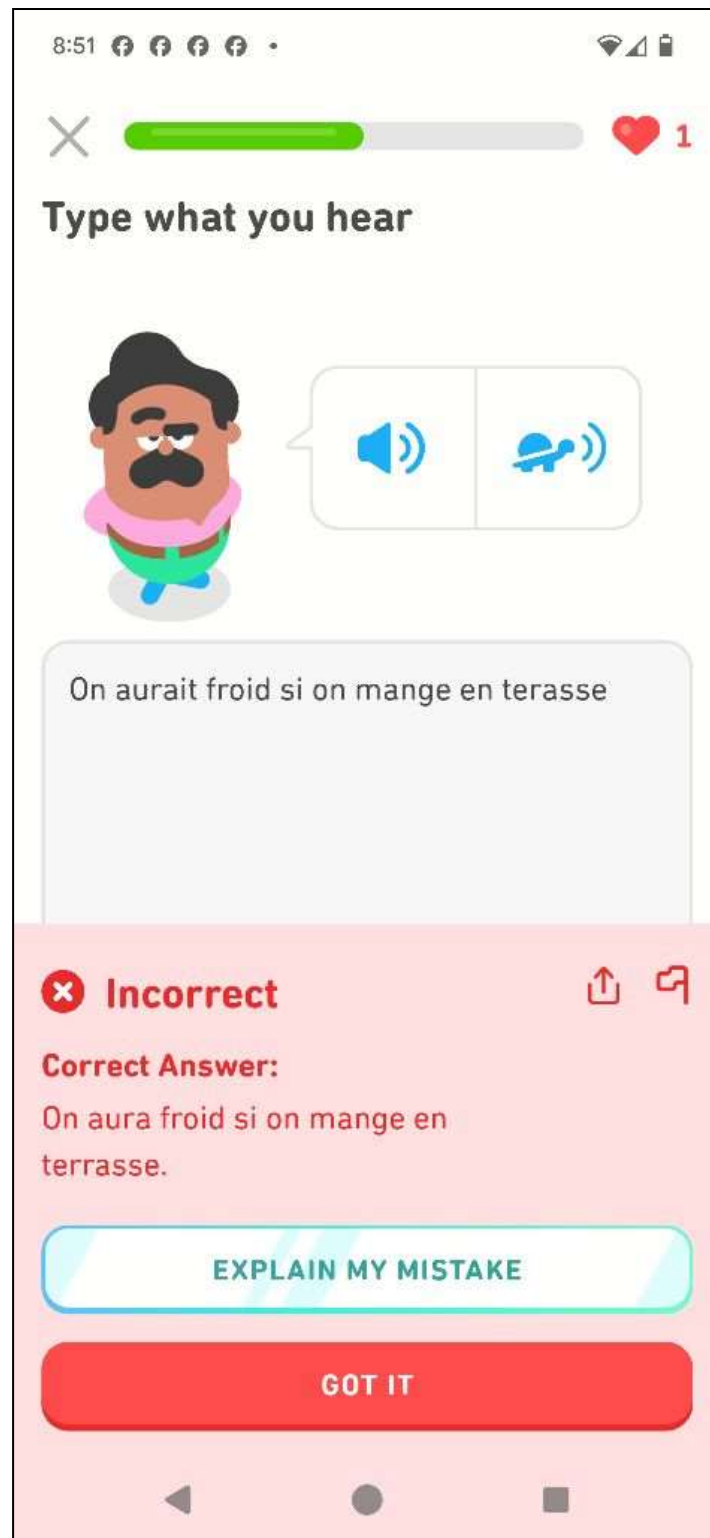 8:51
1
Type what you hear
On aurait froid si on mange en terasse
Incorrect
Correct Answer:
On aura froid si on mange en
terrasse.
EXPLAIN MY MISTAKE
GOT IT